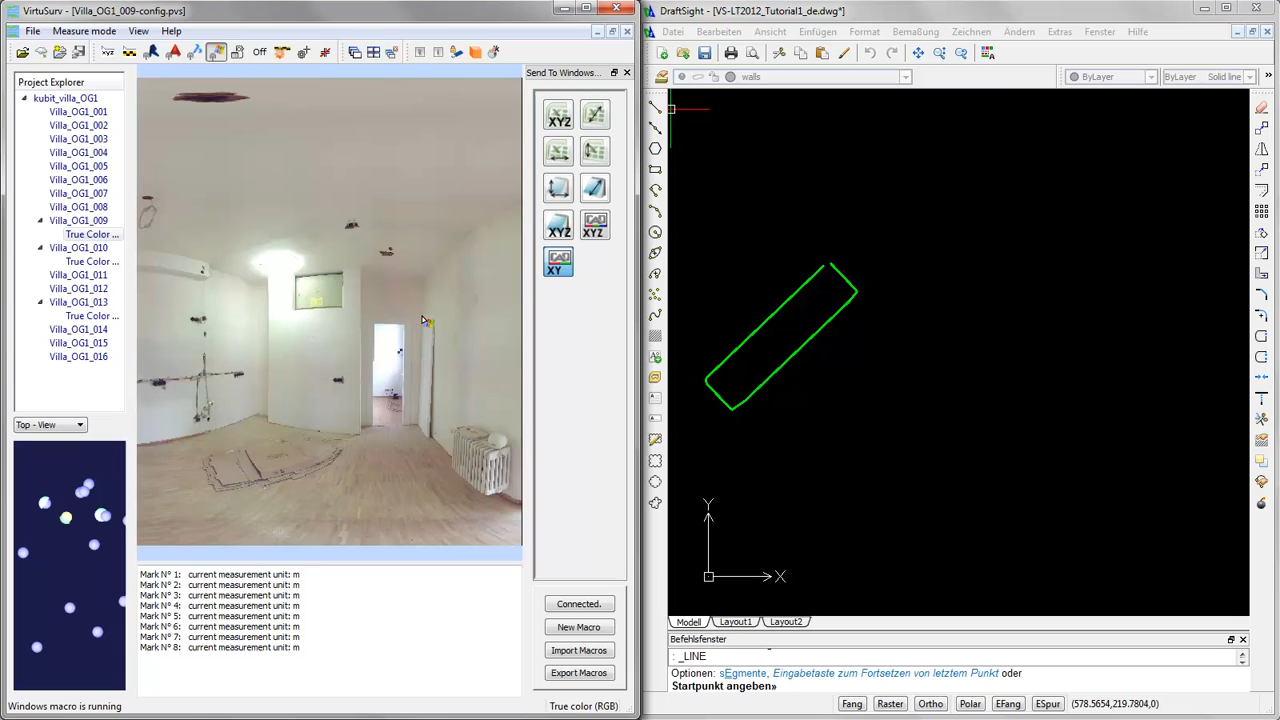 VirtuSurv - [Villa_OG1_009-config.pvs]
File Measure mode View Help
Off
Project Explorer
kubit_villa_OG1
Villa_OG1_001
Villa_OG1_002
Villa_OG1_003
Villa_OG1_004
Villa_OG1_005
Villa_OG1_006
Villa_OG1_007
Villa_OG1_008
Villa_OG1_009
True Color ...
Villa_OG1_010
True Color ...
Villa_OG1_011
Villa_OG1_012
Villa_OG1_013
True Color ...
Villa_OG1_014
Villa_OG1_015
Villa_OG1_016
Top - View
Send To Windows...
XYZ
XYZ
CAD
XYZ
CAD
XY
Mark N° 1: current measurement unit: m
Mark N° 2: current measurement unit: m
Mark N° 3: current measurement unit: m
Mark N° 4: current measurement unit: m
Mark N° 5: current measurement unit: m
Mark N° 6: current measurement unit: m
Mark N° 7: current measurement unit: m
Mark N° 8: current measurement unit: m
Connected.
New Macro
Import Macros
Export Macros
Windows macro is running
True color (RGB)
DraftSight - [VS-LT2012_Tutorial1_de.dwg*]
Datei Bearbeiten Ansicht Einfügen Format Bemaßung Zeichnen Ändern Extras Fenster Hilfe
walls
ByLayer Solid line
Y
X
Modell Layout1 Layout2
Befehlsfenster
: _LINE
Optionen: sEgmente, Eingabetaste zum Fortsetzen von letztem Punkt oder
Startpunkt angeben»
Fang Raster Ortho Polar EFang ESpur (578.5654,219.7804,0)